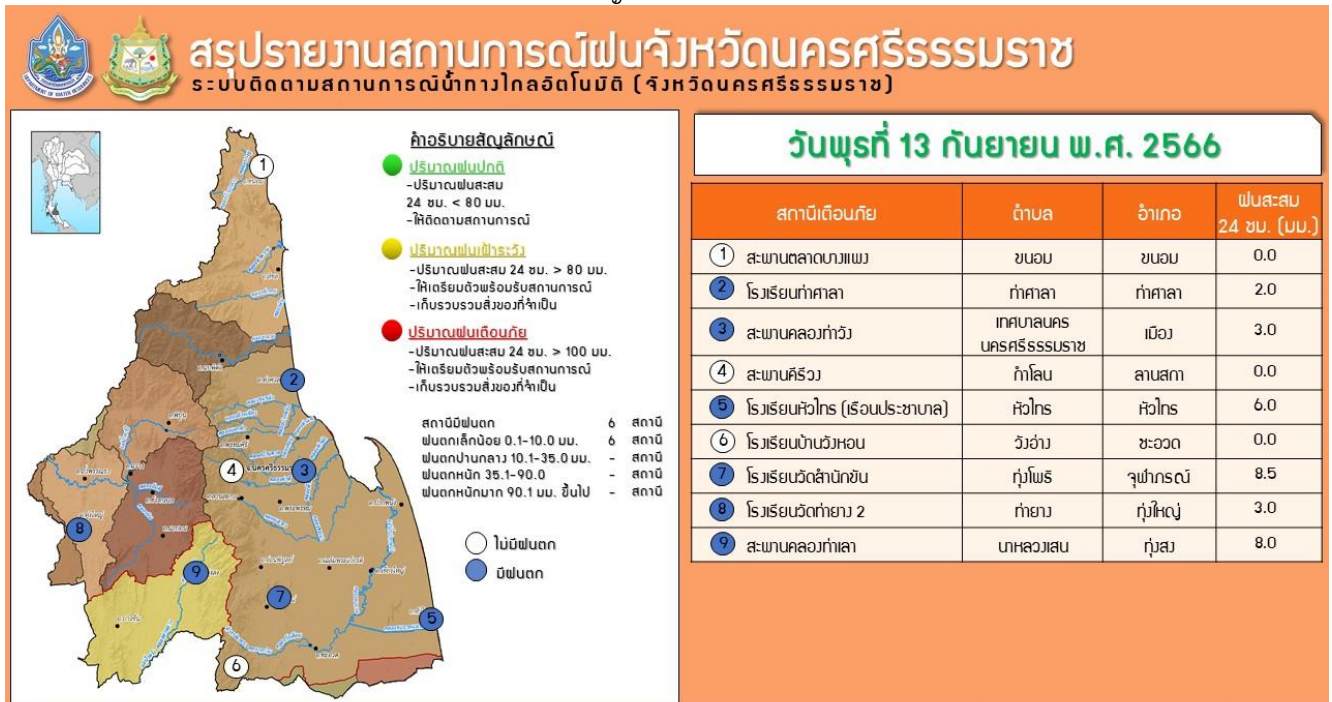 สรุปรายงานสถานการณ์ฝนจังหวัดนครศรีธรรมราช
ระบบติดตามสถานการณ์น้ำทางไกลอัตโนมัติ (จังหวัดนครศรีธรรมราช)
คำอธิบายสัญลักษณ์
ปริมาณฝนปกติ
-ปริมาณฝนสะสม
24 ชม. < 80 มม.
-ให้ติดตามสถานการณ์
ปริมาณฝนเฝ้าระวัง
-ปริมาณฝนสะสม 24 ชม. > 80 มม.
-ให้เตรียมตัวพร้อมรับสถานการณ์
-เก็บรวบรวมสิ่งของที่จำเป็น
ปริมาณฝนเตือนภัย
-ปริมาณฝนสะสม 24 ชม. > 100 มม.
-ให้เตรียมตัวพร้อมรับสถานการณ์
-เก็บรวบรวมสิ่งของที่จำเป็น
สถานีมีฝนตก 6 สถานี
ฝนตกเล็กน้อย 0.1-10.0 มม. 6 สถานี
ฝนตกปานกลาง 10.1-35.0 มม. - สถานี
ฝนตกหนัก 35.1-90.0 - สถานี
ฝนตกหนักมาก 90.1 มม. ขึ้นไป - สถานี
ไม่มีฝนตก
มีฝนตก
1
2
3
4
5
6
7
8
9
วันพุธที่ 13 กันยายน พ.ศ. 2566
สถานีเตือนภัย ตำบล อำเภอ ฝนสะสม
24 ชม. (มม.)
1 สะพานตลาดบางแพง ขนอม ขนอม 0.0
2 โรงเรียนท่าศาลา ท่าศาลา ท่าศาลา 2.0
3 สะพานคลองท่าวัง เทศบาลนคร
นครศรีธรรมราช เมือง 3.0
4 สะพานคีรีวง กำโลน ลานสกา 0.0
5 โรงเรียนหัวไทร (เรือนประชาบาล) หัวไทร หัวไทร 6.0
6 โรงเรียนบ้านวังหอน วังอ่าง ชะอวด 0.0
7 โรงเรียนวัดสำนักขัน ทุ่งโพธิ จุฬาภรณ์ 8.5
8 โรงเรียนวัดท่ายาง 2 ท่ายาง ทุ่งใหญ่ 3.0
9 สะพานคลองท่าเลา นาหลวงเสน ทุ่งสง 8.0